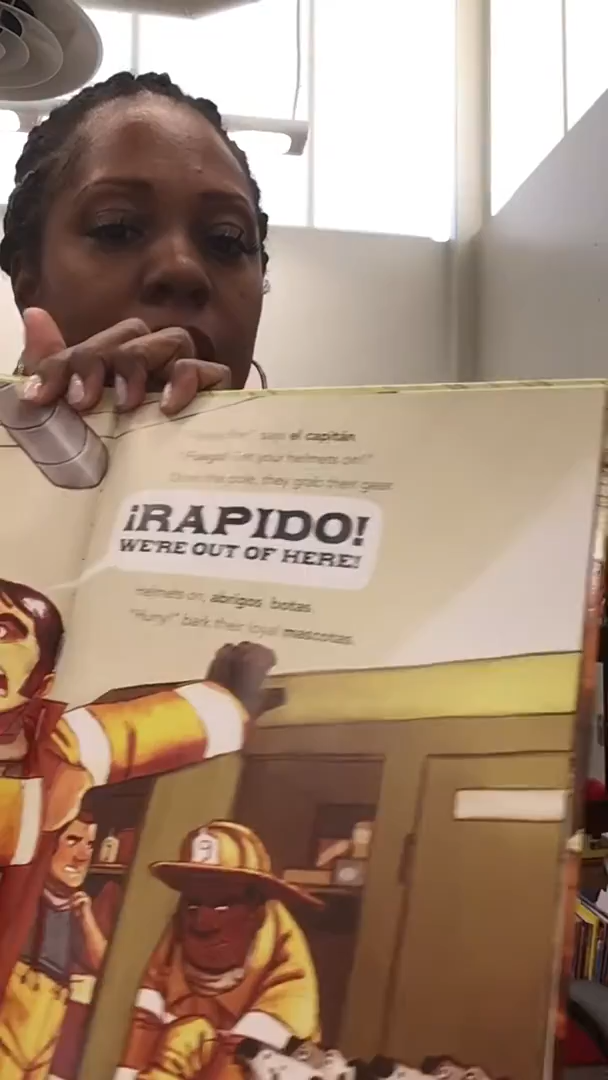 says el capitán.
"¡Fuego! Get your helmets on!"
Down the pole, they grab their gear.
¡RAPIDO!
WE'RE OUT OF HERE!
Helmets on, abrigos botas.
"Hurry!" bark their loyal mascotas.